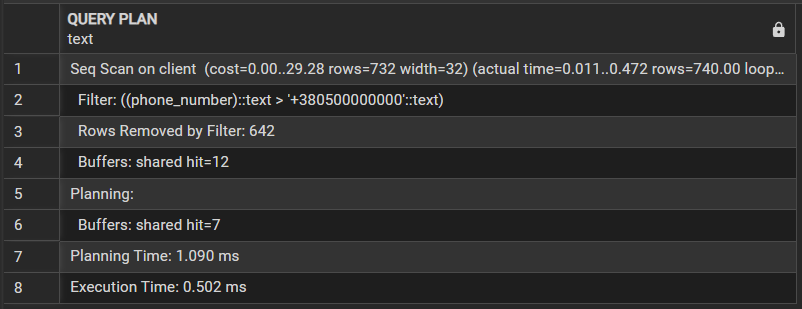 QUERY PLAN
text
1 Seq Scan on client (cost=0.00..29.28 rows=732 width=32) (actual time=0.011..0.472 rows=740.00 loop...
2 Filter: ((phone_number)::text > '+380500000000'::text)
3 Rows Removed by Filter: 642
4 Buffers: shared hit=12
5 Planning:
6 Buffers: shared hit=7
7 Planning Time: 1.090 ms
8 Execution Time: 0.502 ms